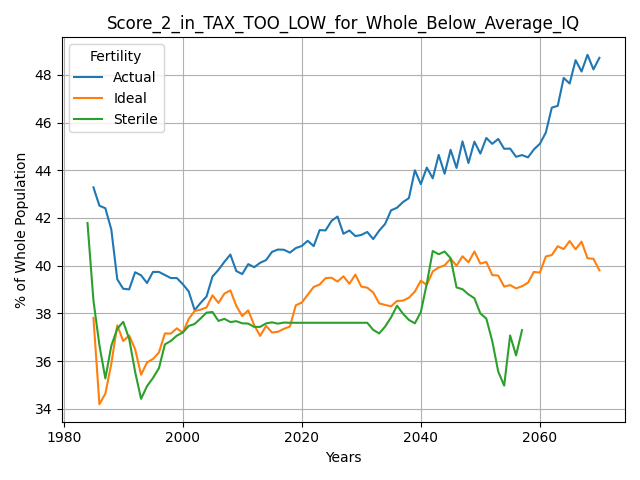 Score_2_in_TAX_TOO_LOW_for_Whole_Below_Average_IQ
Fertility
Actual
Ideal
Sterile
% of Whole Population
48
46
44
42
40
38
36
34
1980
2000
2020
2040
2060
Years